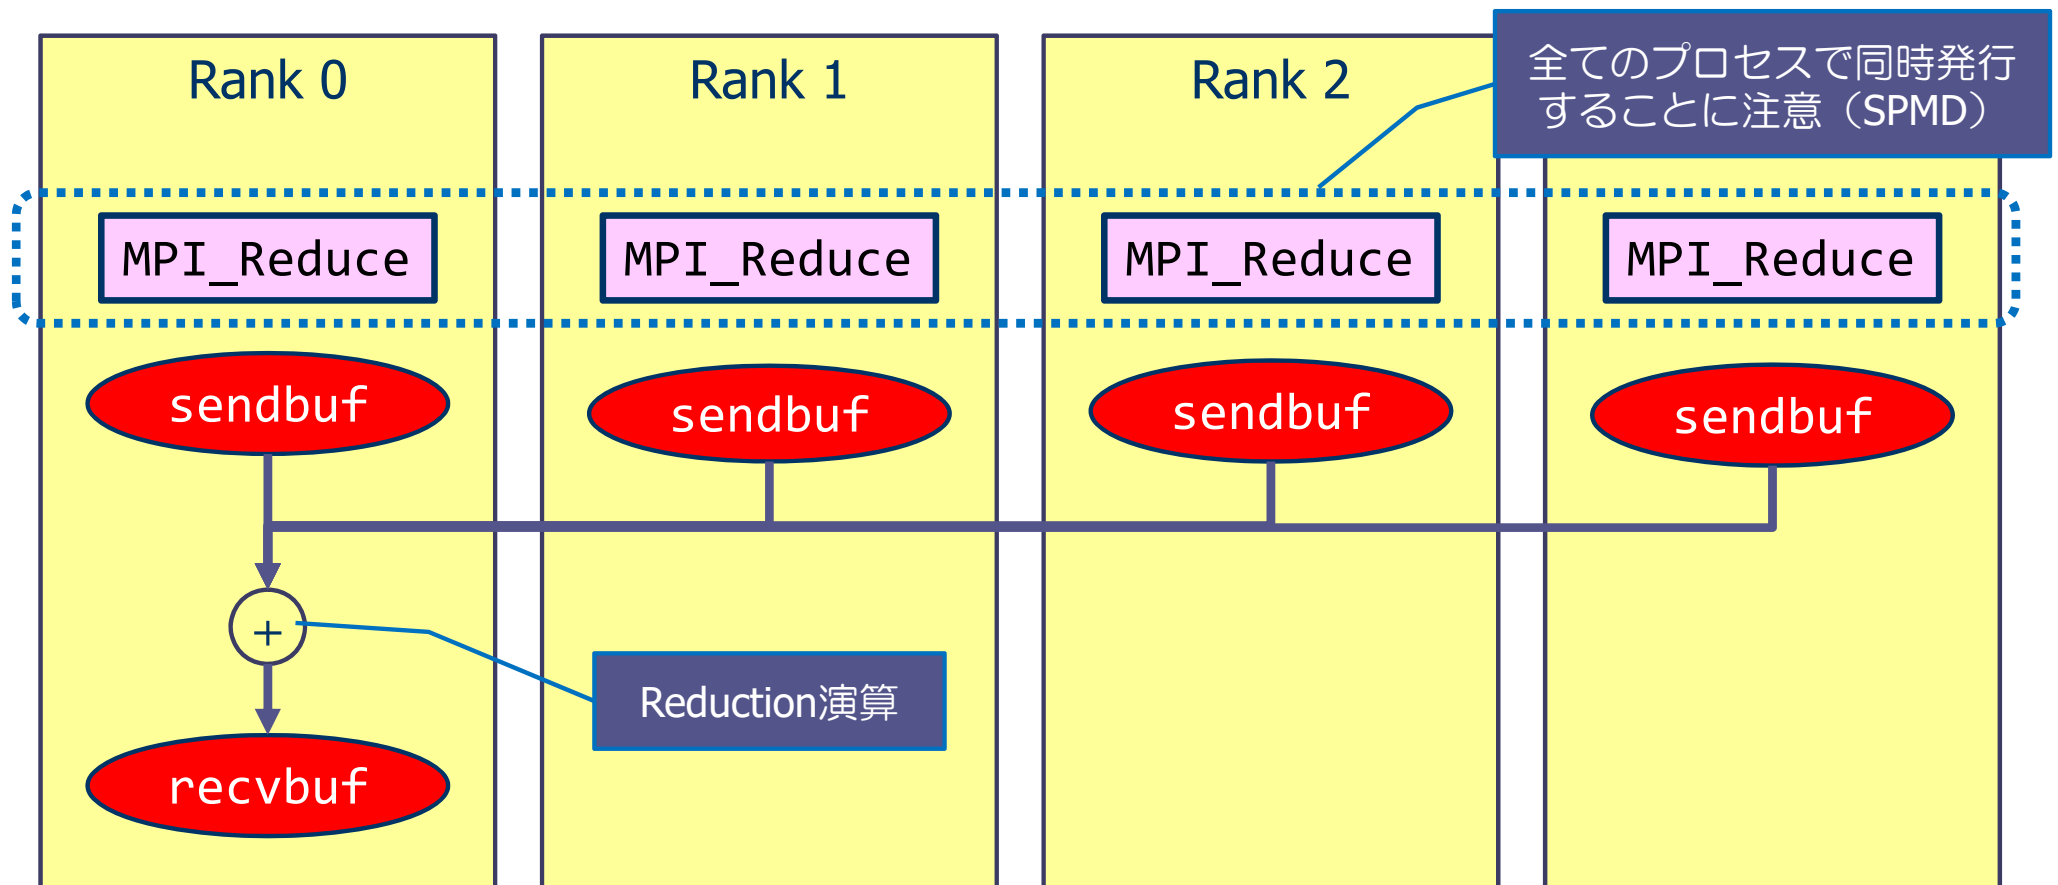 Rank 0
Rank 1
Rank 2
全てのプロセスで同時発行
することに注意（SPMD）
MPI_Reduce
MPI_Reduce
MPI_Reduce
MPI_Reduce
sendbuf
sendbuf
sendbuf
sendbuf
+
Reduction演算
recvbuf